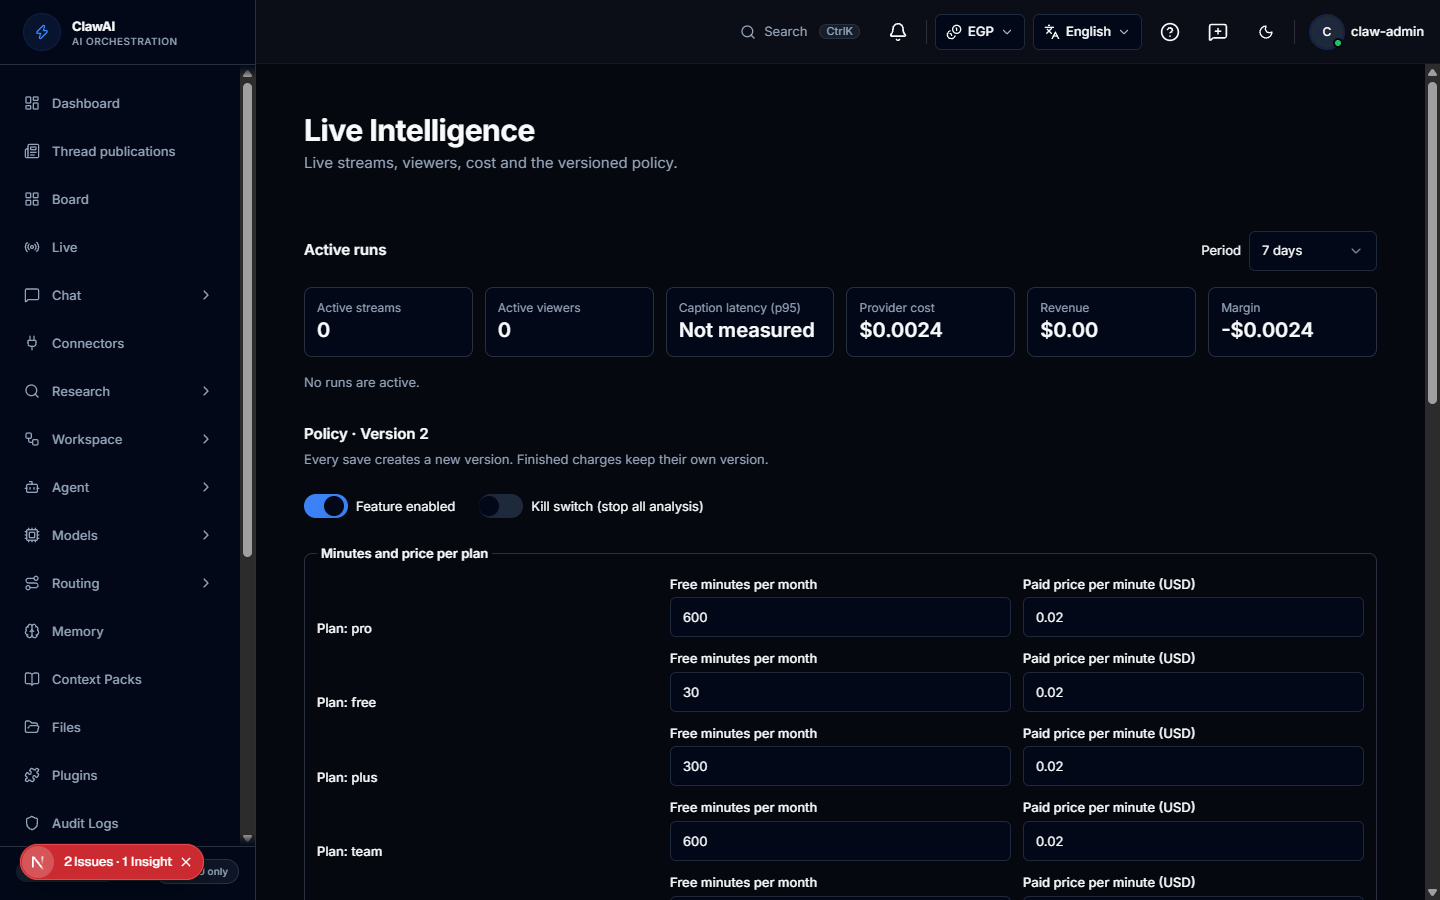 ClawAI
AI ORCHESTRATION
Search CtrlK
EGP
English
C
claw-admin
Dashboard
Thread publications
Board
Live
Chat
Connectors
Research
Workspace
Agent
Models
Routing
Memory
Context Packs
Files
Plugins
Audit Logs
N 2 Issues · 1 Insight
only
Live Intelligence
Live streams, viewers, cost and the versioned policy.
Active runs
Period 7 days
Active streams
0
Active viewers
0
Caption latency (p95)
Not measured
Provider cost
$0.0024
Revenue
$0.00
Margin
-$0.0024
No runs are active.
Policy · Version 2
Every save creates a new version. Finished charges keep their own version.
Feature enabled
Kill switch (stop all analysis)
Minutes and price per plan
Free minutes per month Paid price per minute (USD)
Plan: pro 600 0.02
Free minutes per month Paid price per minute (USD)
Plan: free 30 0.02
Free minutes per month Paid price per minute (USD)
Plan: plus 300 0.02
Free minutes per month Paid price per minute (USD)
Plan: team 600 0.02
Free minutes per month Paid price per minute (USD)